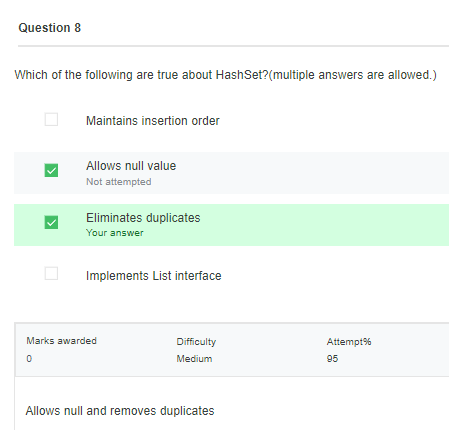 Question 8
Which of the following are true about HashSet?(multiple answers are allowed.)
Maintains insertion order
Allows null value
Not attempted
Eliminates duplicates
Your answer
Implements List interface
Marks awarded Difficulty Attempt%
0 Medium 95
Allows null and removes duplicates